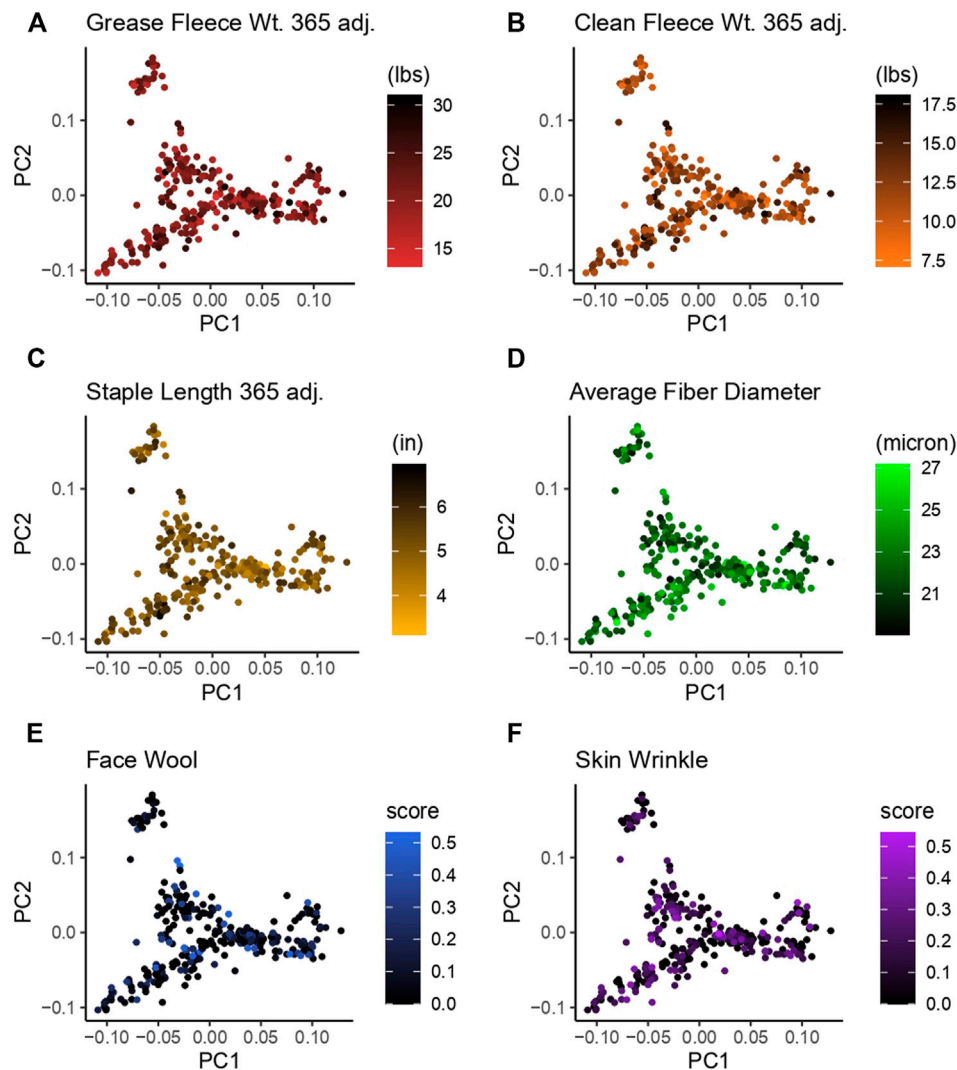 A Grease Fleece Wt. 365 adj.
PC2
0.1
0.0
−0.1
−0.10 −0.05 0.00 0.05 0.10
PC1
(lbs)
30
25
20
15
B Clean Fleece Wt. 365 adj.
PC2
0.1
0.0
−0.1
−0.10 −0.05 0.00 0.05 0.10
PC1
(lbs)
17.5
15.0
12.5
10.0
7.5
C
Staple Length 365 adj.
PC2
0.1
0.0
−0.1
−0.10 −0.05 0.00 0.05 0.10
PC1
(in)
6
5
4
D
Average Fiber Diameter
PC2
0.1
0.0
−0.1
−0.10 −0.05 0.00 0.05 0.10
PC1
(micron)
27
25
23
21
E
Face Wool
PC2
0.1
0.0
−0.1
−0.10 −0.05 0.00 0.05 0.10
PC1
score
0.5
0.4
0.3
0.2
0.1
0.0
F
Skin Wrinkle
PC2
0.1
0.0
−0.1
−0.10 −0.05 0.00 0.05 0.10
PC1
score
0.5
0.4
0.3
0.2
0.1
0.0